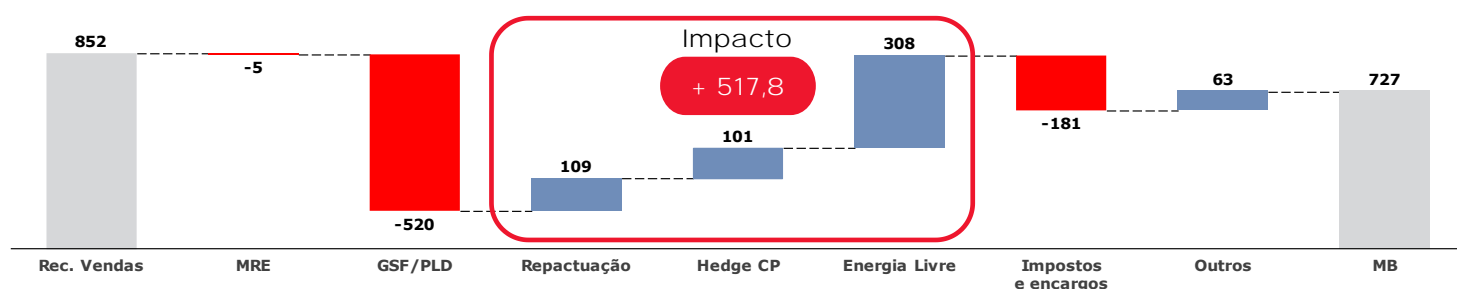 852
-5
-520
109
Impacto
+ 517,8
101
308
-181
63
727
Rec. Vendas
MRE
GSF/PLD
Repactuação
Hedge CP
Energia Livre
Impostos
e encargos
Outros
MB